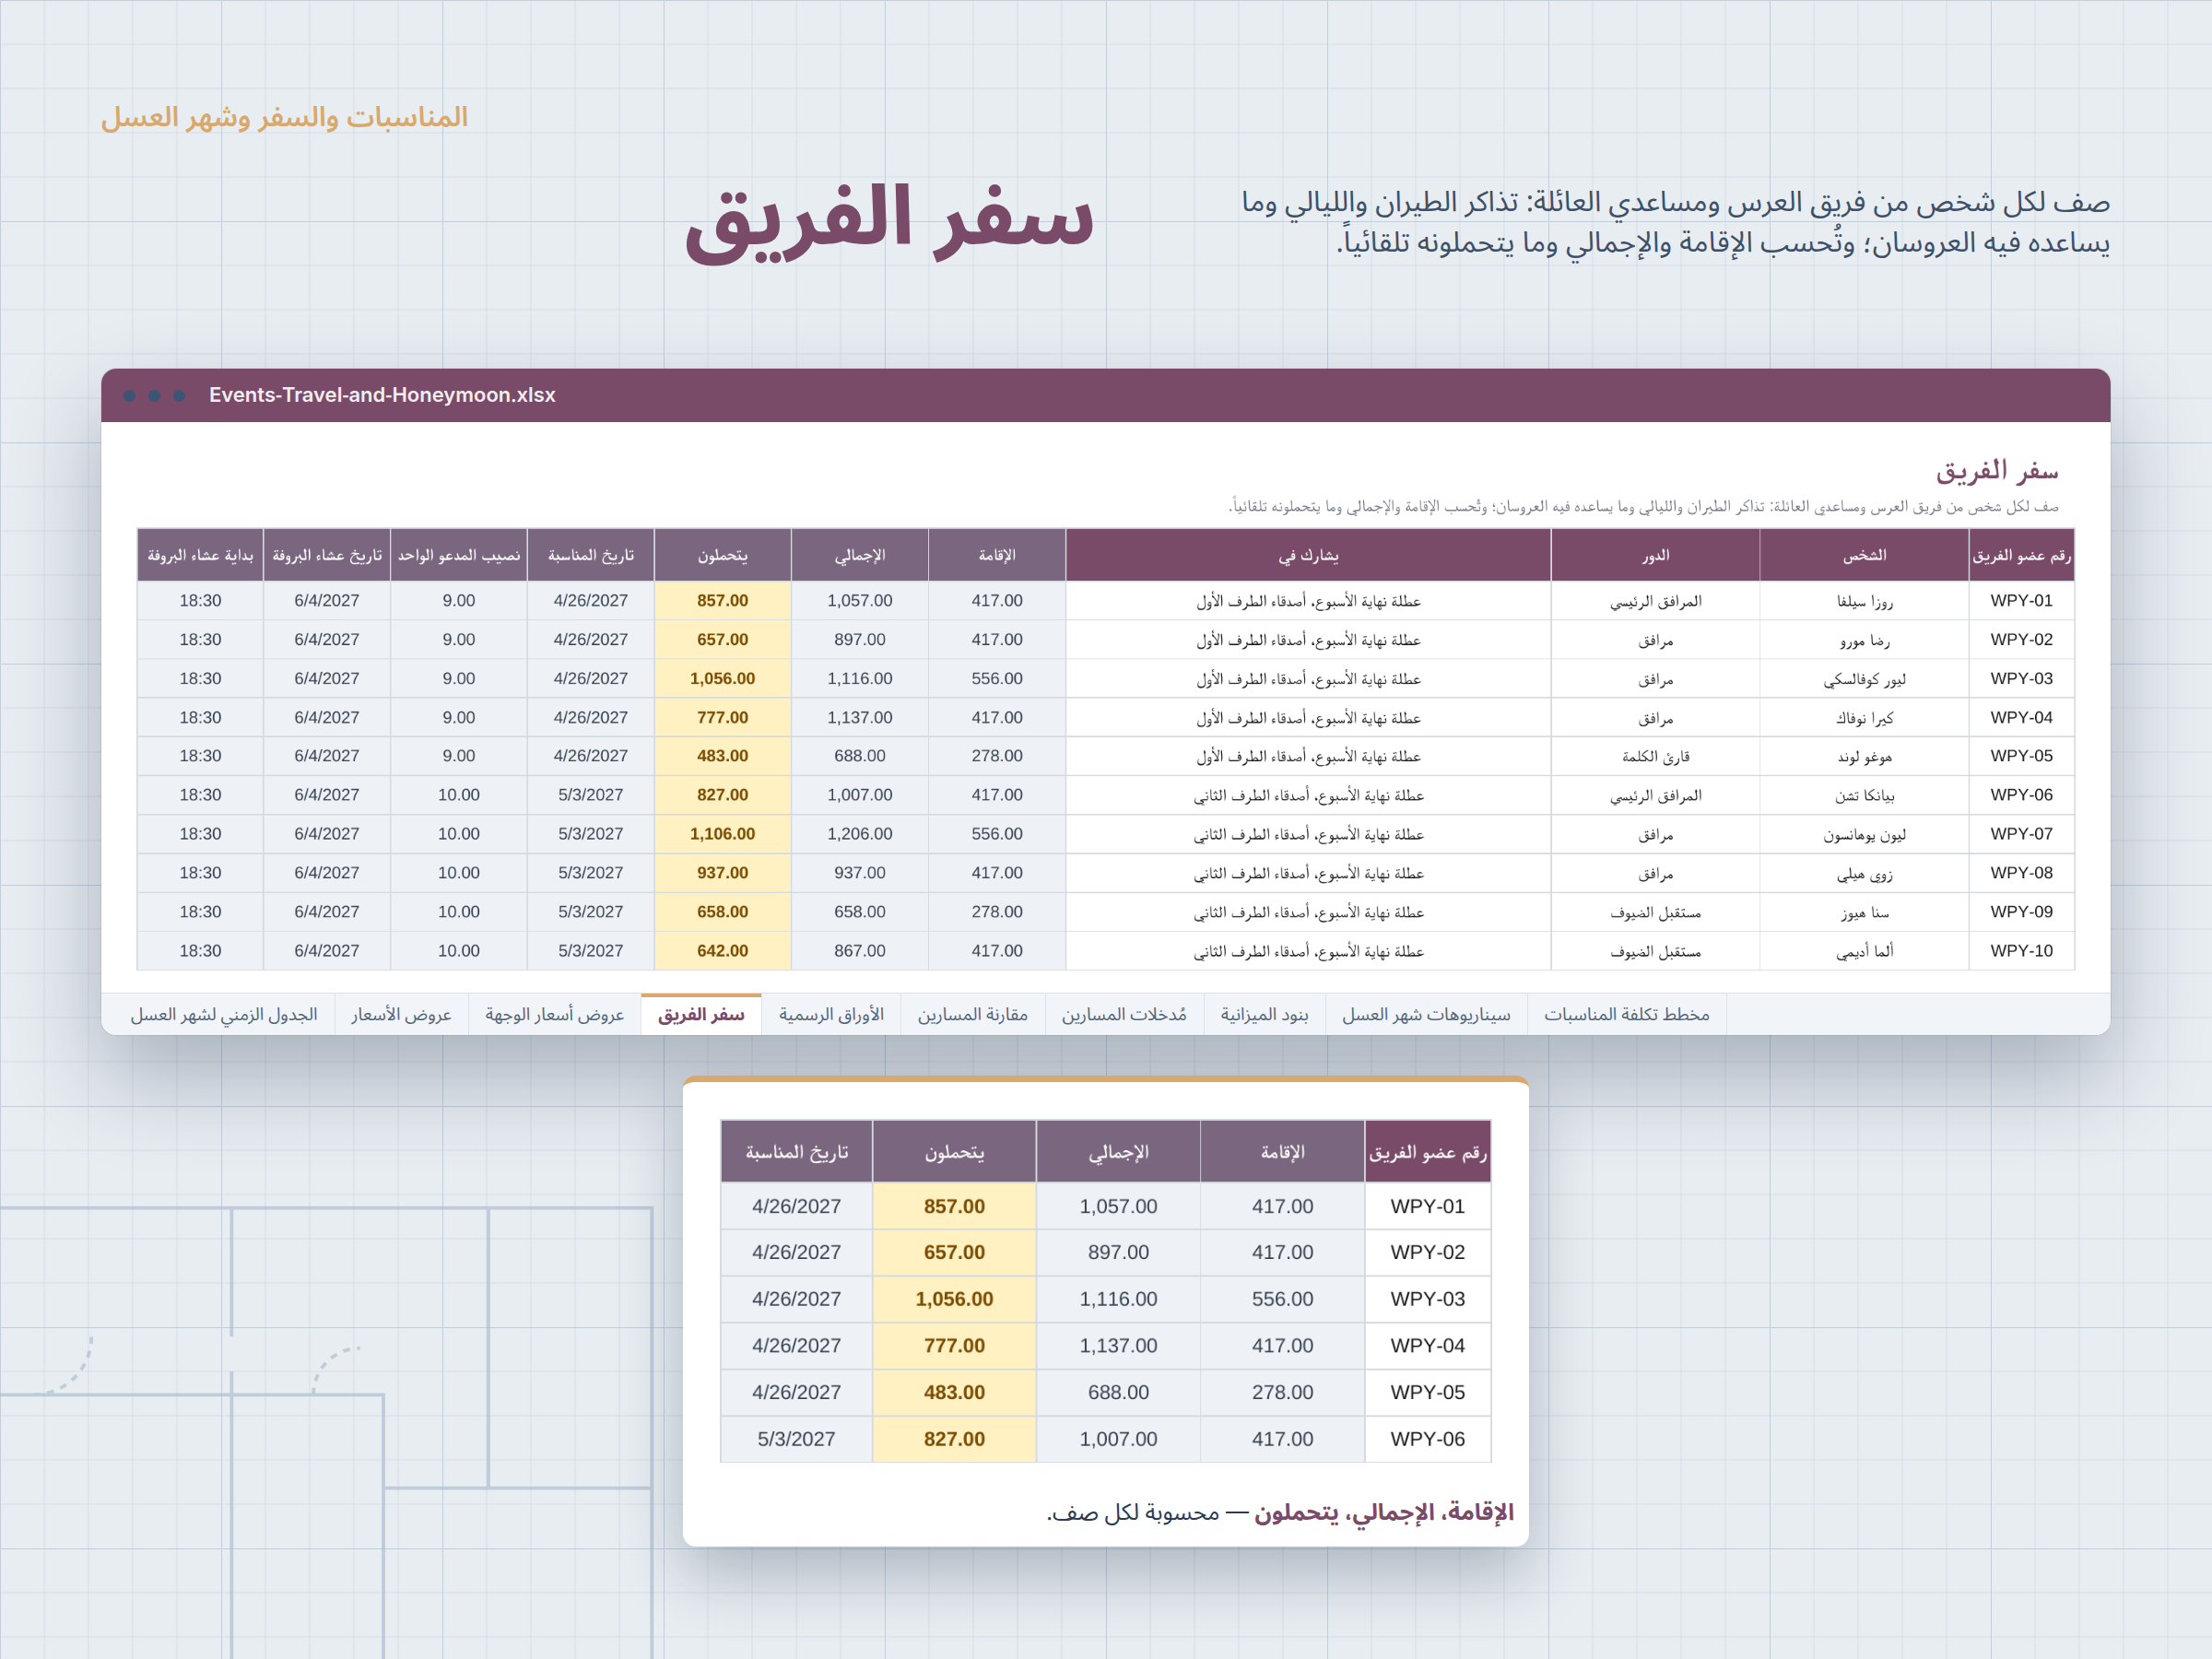 المناسبات والسفر وشهر العسل
سفر الفريق
صف لكل شخص من فريق العرس ومساعدي العائلة: تذاكر الطيران والليالي وما
يساعده فيه العروسان؛ وتُحسب الإقامة والإجمالي وما يتحملونه تلقائياً.
Events-Travel-and-Honeymoon.xlsx
سفر الفريق
صف لكل شخص من فريق العرس ومساعدي العائلة: تذاكر الطيران والليالي وما يساعده فيه العروسان؛ وتُحسب الإقامة والإجمالي وما يتحملونه تلقائياً.
رقم عضو الفريق الشخص الدور يشارك في الإقامة الإجمالي يتحملون تاريخ المناسبة نصيب المدعو الواحد تاريخ عشاء البروفة بداية عشاء البروفة
WPY-01 روزا سيلفا المرافق الرئيسي عطلة نهاية الأسبوع، أصدقاء الطرف الأول 417.00 1,057.00 857.00 4/26/2027 9.00 6/4/2027 18:30
WPY-02 رضا مورو مرافق عطلة نهاية الأسبوع، أصدقاء الطرف الأول 417.00 897.00 657.00 4/26/2027 9.00 6/4/2027 18:30
WPY-03 ليور كوفالسكي مرافق عطلة نهاية الأسبوع، أصدقاء الطرف الأول 556.00 1,116.00 1,056.00 4/26/2027 9.00 6/4/2027 18:30
WPY-04 كيرا نوفاك مرافق عطلة نهاية الأسبوع، أصدقاء الطرف الأول 417.00 1,137.00 777.00 4/26/2027 9.00 6/4/2027 18:30
WPY-05 هوغو لوند قارئ الكلمة عطلة نهاية الأسبوع، أصدقاء الطرف الأول 278.00 688.00 483.00 4/26/2027 9.00 6/4/2027 18:30
WPY-06 بيانكا تشن المرافق الرئيسي عطلة نهاية الأسبوع، أصدقاء الطرف الثاني 417.00 1,007.00 827.00 5/3/2027 10.00 6/4/2027 18:30
WPY-07 ليون يوهانسون مرافق عطلة نهاية الأسبوع، أصدقاء الطرف الثاني 556.00 1,206.00 1,106.00 5/3/2027 10.00 6/4/2027 18:30
WPY-08 زوي هيلي مرافق عطلة نهاية الأسبوع، أصدقاء الطرف الثاني 417.00 937.00 937.00 5/3/2027 10.00 6/4/2027 18:30
WPY-09 سنا هيوز مستقبل الضيوف عطلة نهاية الأسبوع، أصدقاء الطرف الثاني 278.00 658.00 658.00 5/3/2027 10.00 6/4/2027 18:30
WPY-10 ألما أديمي مستقبل الضيوف عطلة نهاية الأسبوع، أصدقاء الطرف الثاني 417.00 867.00 642.00 5/3/2027 10.00 6/4/2027 18:30
مخطط تكلفة المناسبات سيناريوهات شهر العسل بنود الميزانية مُدخلات المسارين مقارنة المسارين الأوراق الرسمية سفر الفريق عروض أسعار الوجهة عروض الأسعار الجدول الزمني لشهر العسل
رقم عضو الفريق الإقامة الإجمالي يتحملون تاريخ المناسبة
WPY-01 417.00 1,057.00 857.00 4/26/2027
WPY-02 417.00 897.00 657.00 4/26/2027
WPY-03 556.00 1,116.00 1,056.00 4/26/2027
WPY-04 417.00 1,137.00 777.00 4/26/2027
WPY-05 278.00 688.00 483.00 4/26/2027
WPY-06 417.00 1,007.00 827.00 5/3/2027
الإقامة، الإجمالي، يتحملون — محسوبة لكل صف.